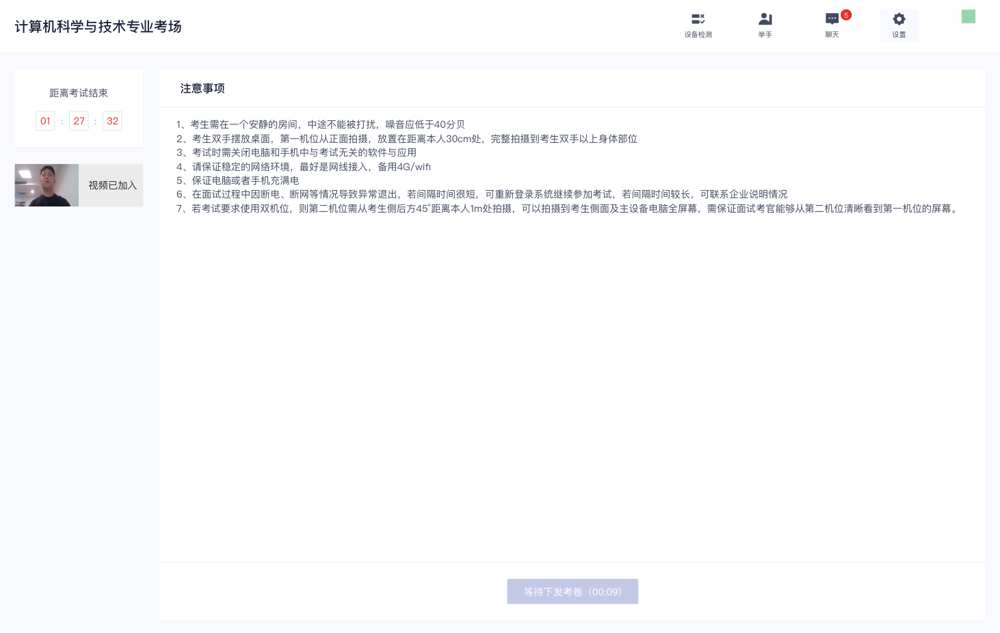 计算机科学与技术专业考场
设备检测
举手
聊天
5
设置
距离考试结束
01 : 27 : 32
视频已加入
注意事项
1、考生需在一个安静的房间，中途不能被打扰，噪音应低于40分贝
2、考生双手摆放桌面，第一机位从正面拍摄，放置在距离本人30cm处，完整拍摄到考生双手以上身体部位
3、考试时需关闭电脑和手机中与考试无关的软件与应用
4、请保证稳定的网络环境，最好是网线接入，备用4G/wifi
5、保证电脑或者手机充满电
6、在面试过程中因断电、断网等情况导致异常退出，若间隔时间很短，可重新登录系统继续参加考试，若间隔时间较长，可联系企业说明情况
7、若考试要求使用双机位，则第二机位需从考生侧后方45°距离本人1m处拍摄，可以拍摄到考生侧面及主设备电脑全屏幕，需保证面试考官能够从第二机位清晰看到第一机位的屏幕。
等待下发考卷（00:09）